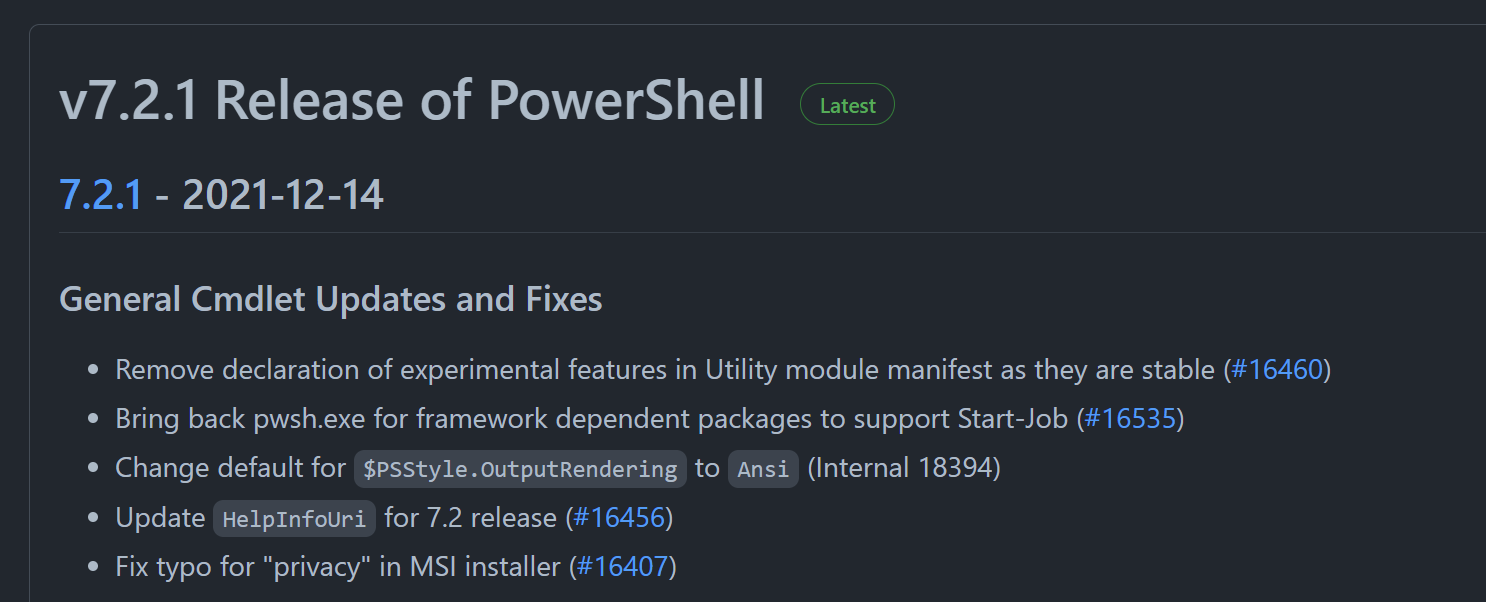 v7.2.1 Release of PowerShell Latest
7.2.1 - 2021-12-14
General Cmdlet Updates and Fixes
Remove declaration of experimental features in Utility module manifest as they are stable (#16460)
Bring back pwsh.exe for framework dependent packages to support Start-Job (#16535)
Change default for $PSStyle.OutputRendering to Ansi (Internal 18394)
Update HelpInfoUri for 7.2 release (#16456)
Fix typo for "privacy" in MSI installer (#16407)